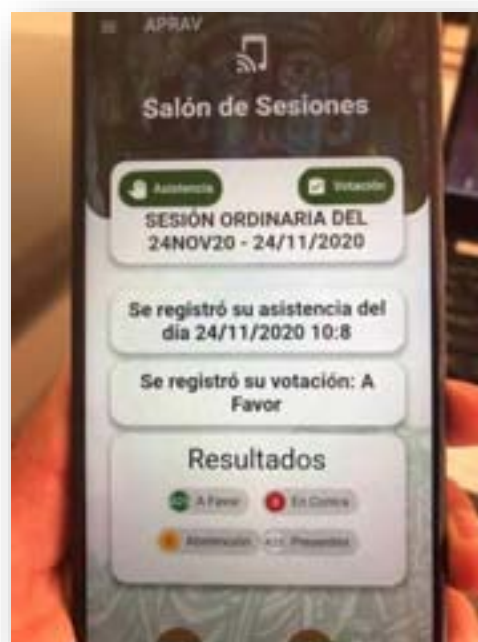 APRAV
Salón de Sesiones
Asistencia
Votación
SESIÓN ORDINARIA DEL
24NOV20 - 24/11/2020
Se registró su asistencia del
día 24/11/2020 10:8
Se registró su votación: A
Favor
Resultados
A Favor
En Contra
Abstención
Presentes